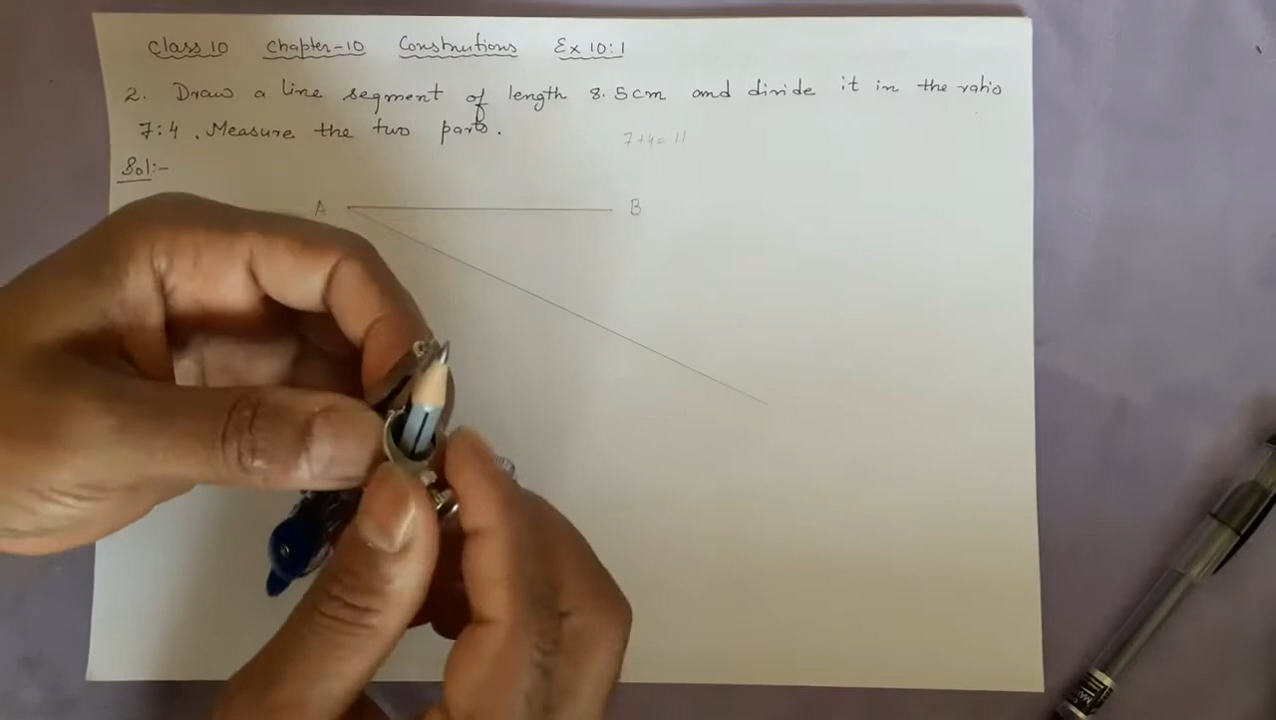 Class 10 Chapter-10 Constructions Ex 10:1
2. Draw a line segment of length 8.5cm and divide it in the ratio
7:4. Measure the two parts.
7+4= 11
Sol:-
A B